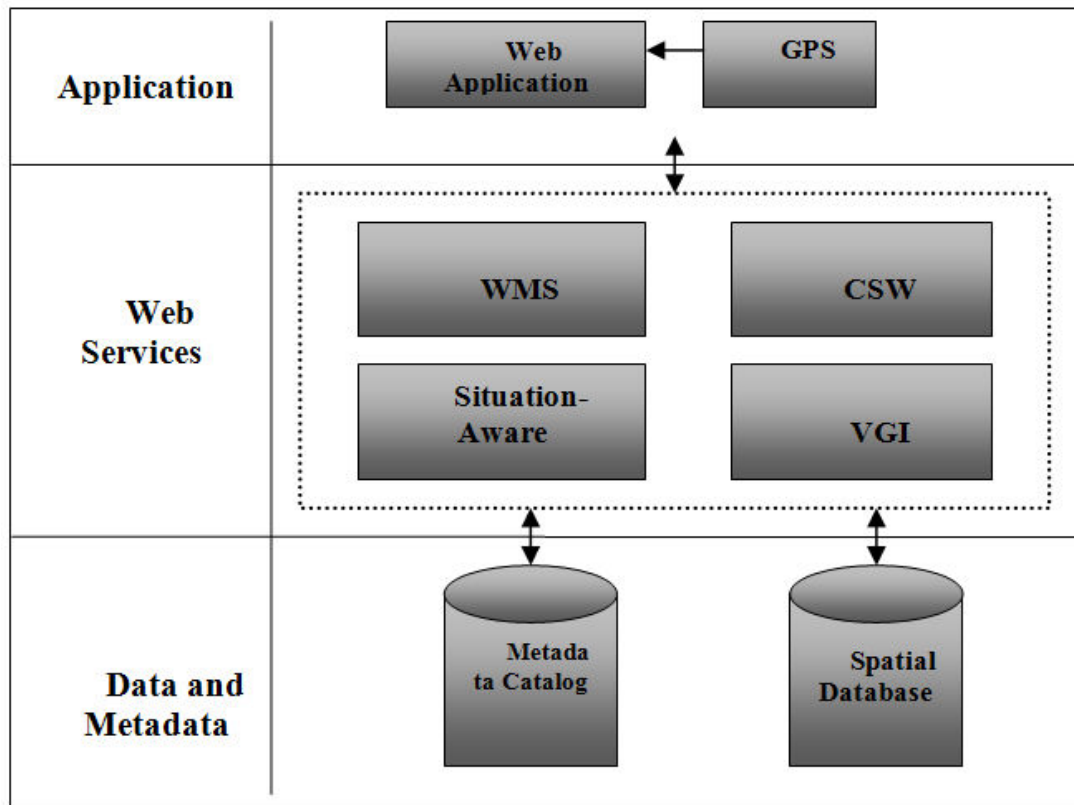 Application
Web
Application
GPS
Web
Services
WMS
CSW
Situation-
Aware
VGI
Data and
Metadata
Metada
ta Catalog
Spatial
Database